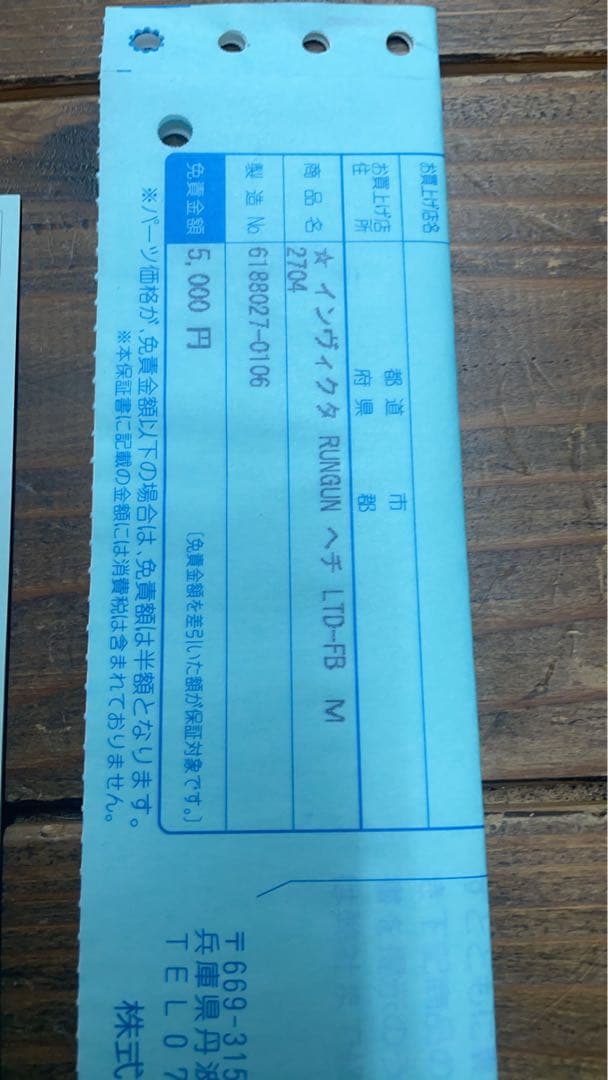 お買上げ店名
お買上げ店
住所
都道
府県
市
郡
商品名
☆ インヴィクタ RUNGUN ヘチ LTD-FB M
2704
製造 No
6188027-0106
免責金額
5,000 円
〔免責金額を差引いた額が保証対象です。〕
※パーツ価格が、免責金額以下の場合は、免責額は半額となります。
※本保証書に記載の金額には消費税は含まれておりません。
〒669-315
兵庫県丹波
TEL07
株式